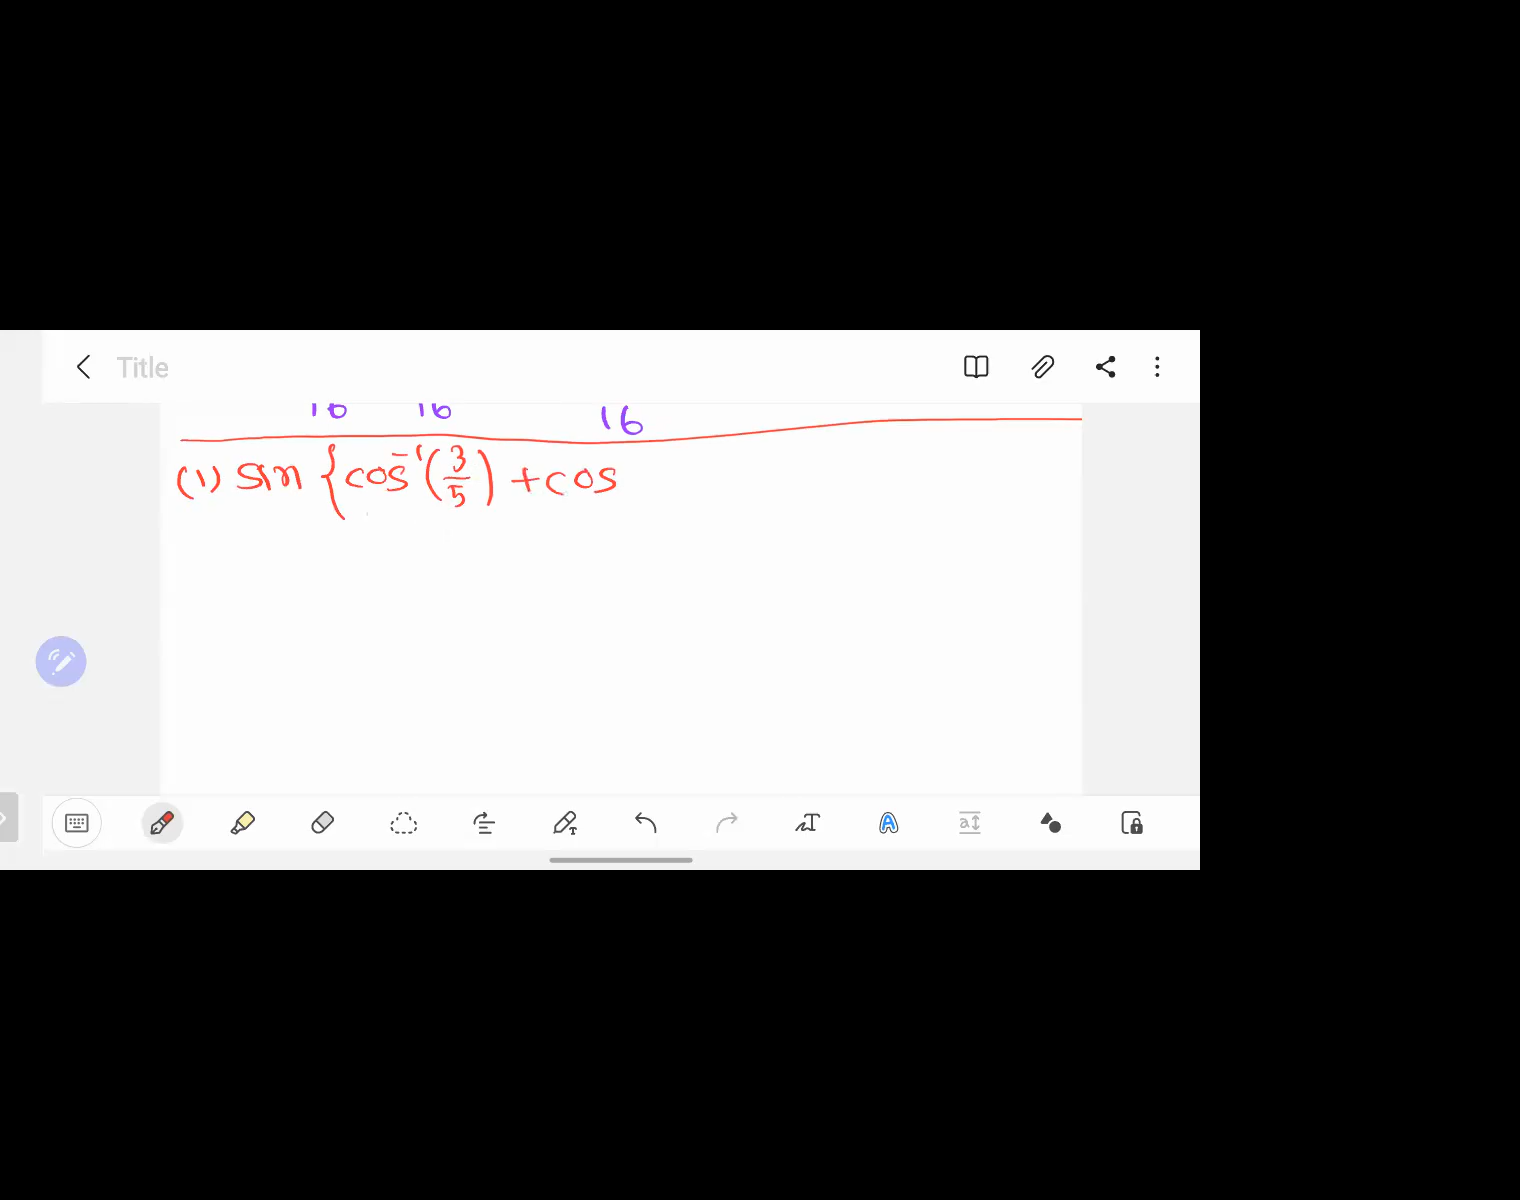 Title
16 16 16
(1) sin {cos⁻¹(3/5) + cos